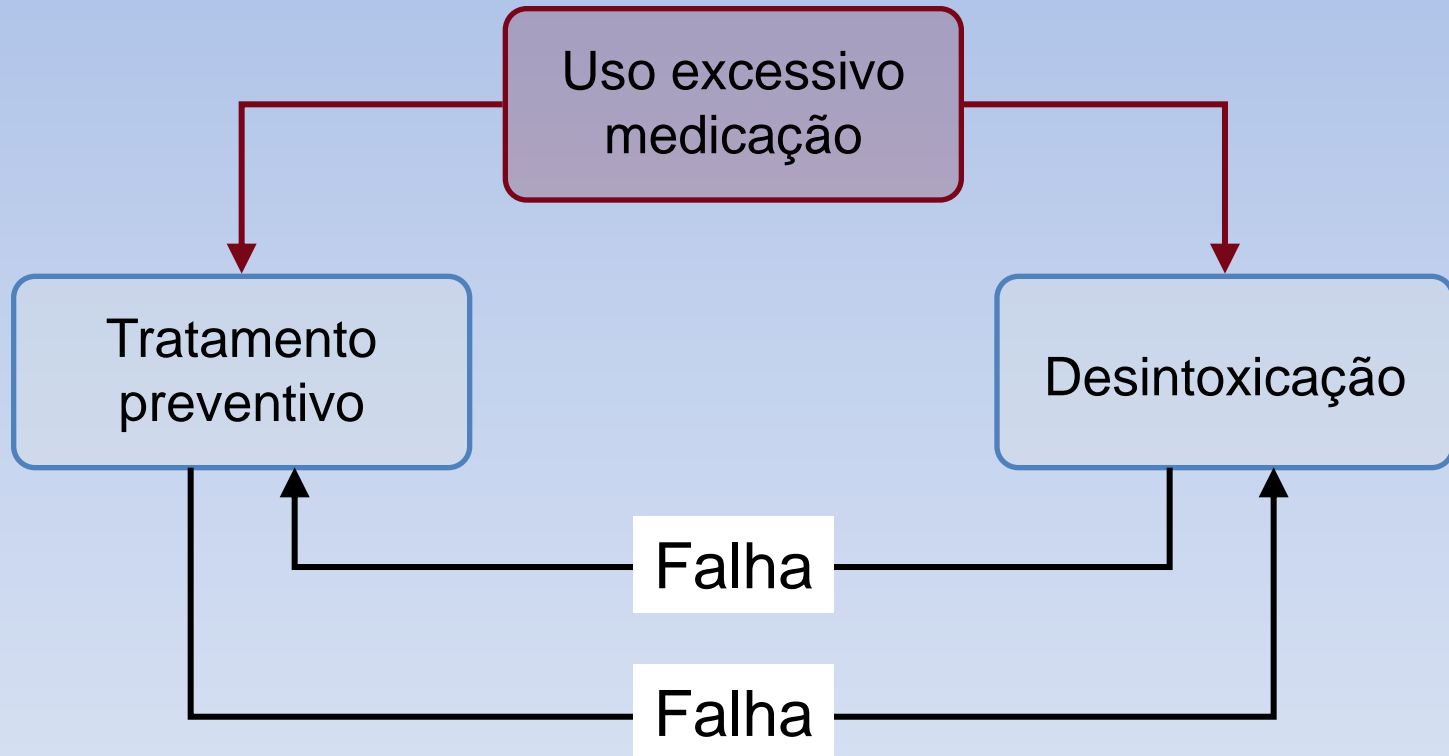 Uso excessivo
medicação
Tratamento
preventivo
Desintoxicação
Falha
Falha